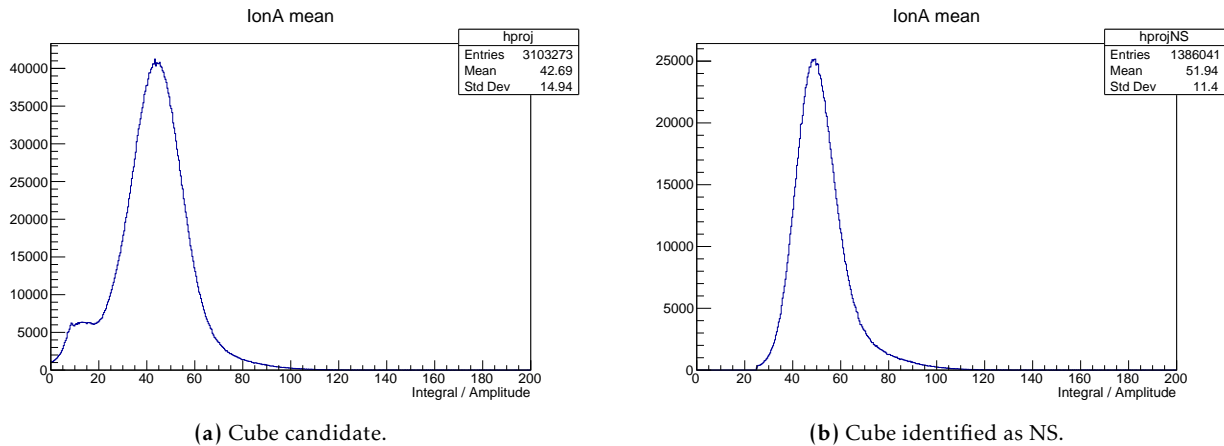 IonA mean
hproj
Entries 3103273
Mean 42.69
Std Dev 14.94
40000
35000
30000
25000
20000
15000
10000
5000
0
0 20 40 60 80 100 120 140 160 180 200
Integral / Amplitude
(a) Cube candidate.
IonA mean
hprojNS
Entries 1386041
Mean 51.94
Std Dev 11.4
25000
20000
15000
10000
5000
0
0 20 40 60 80 100 120 140 160 180 200
Integral / Amplitude
(b) Cube identified as NS.